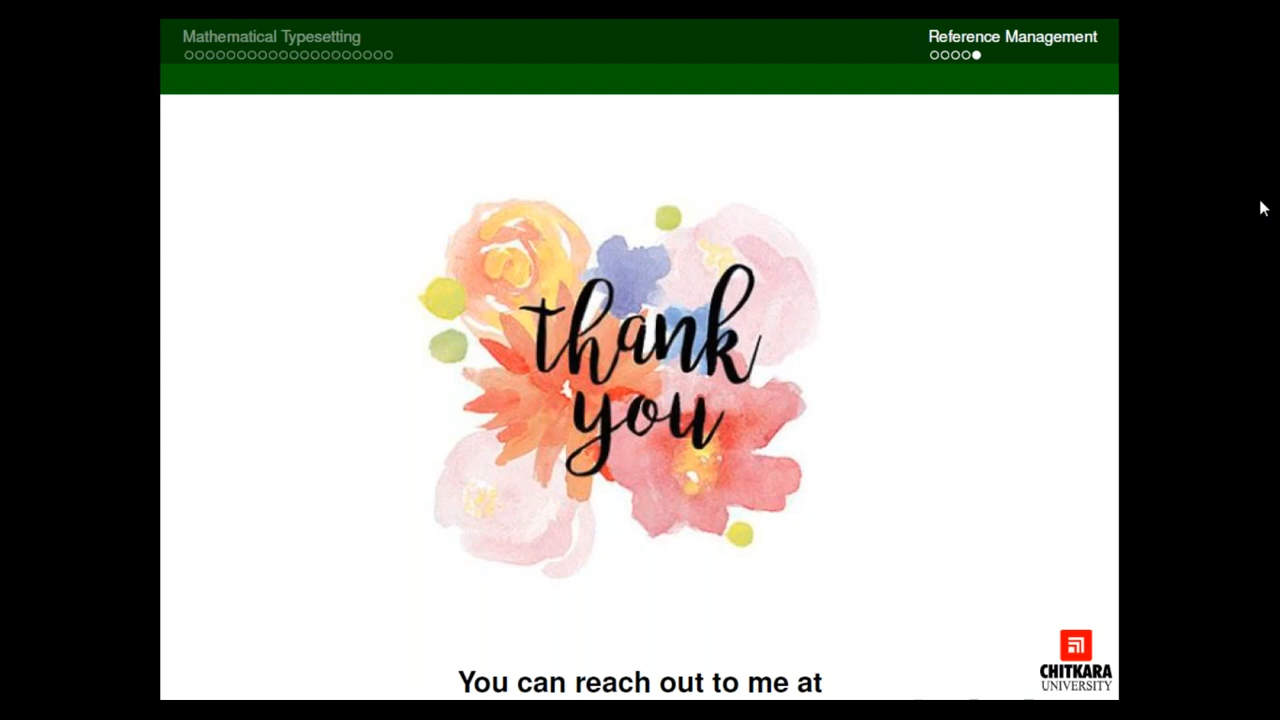 Mathematical Typesetting
Reference Management
thank
you
You can reach out to me at
CHITKARA
UNIVERSITY